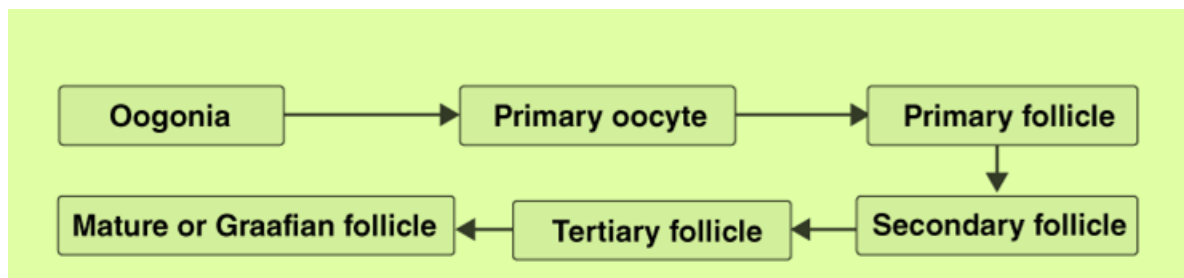 Oogonia
Primary oocyte
Primary follicle
Secondary follicle
Tertiary follicle
Mature or Graafian follicle